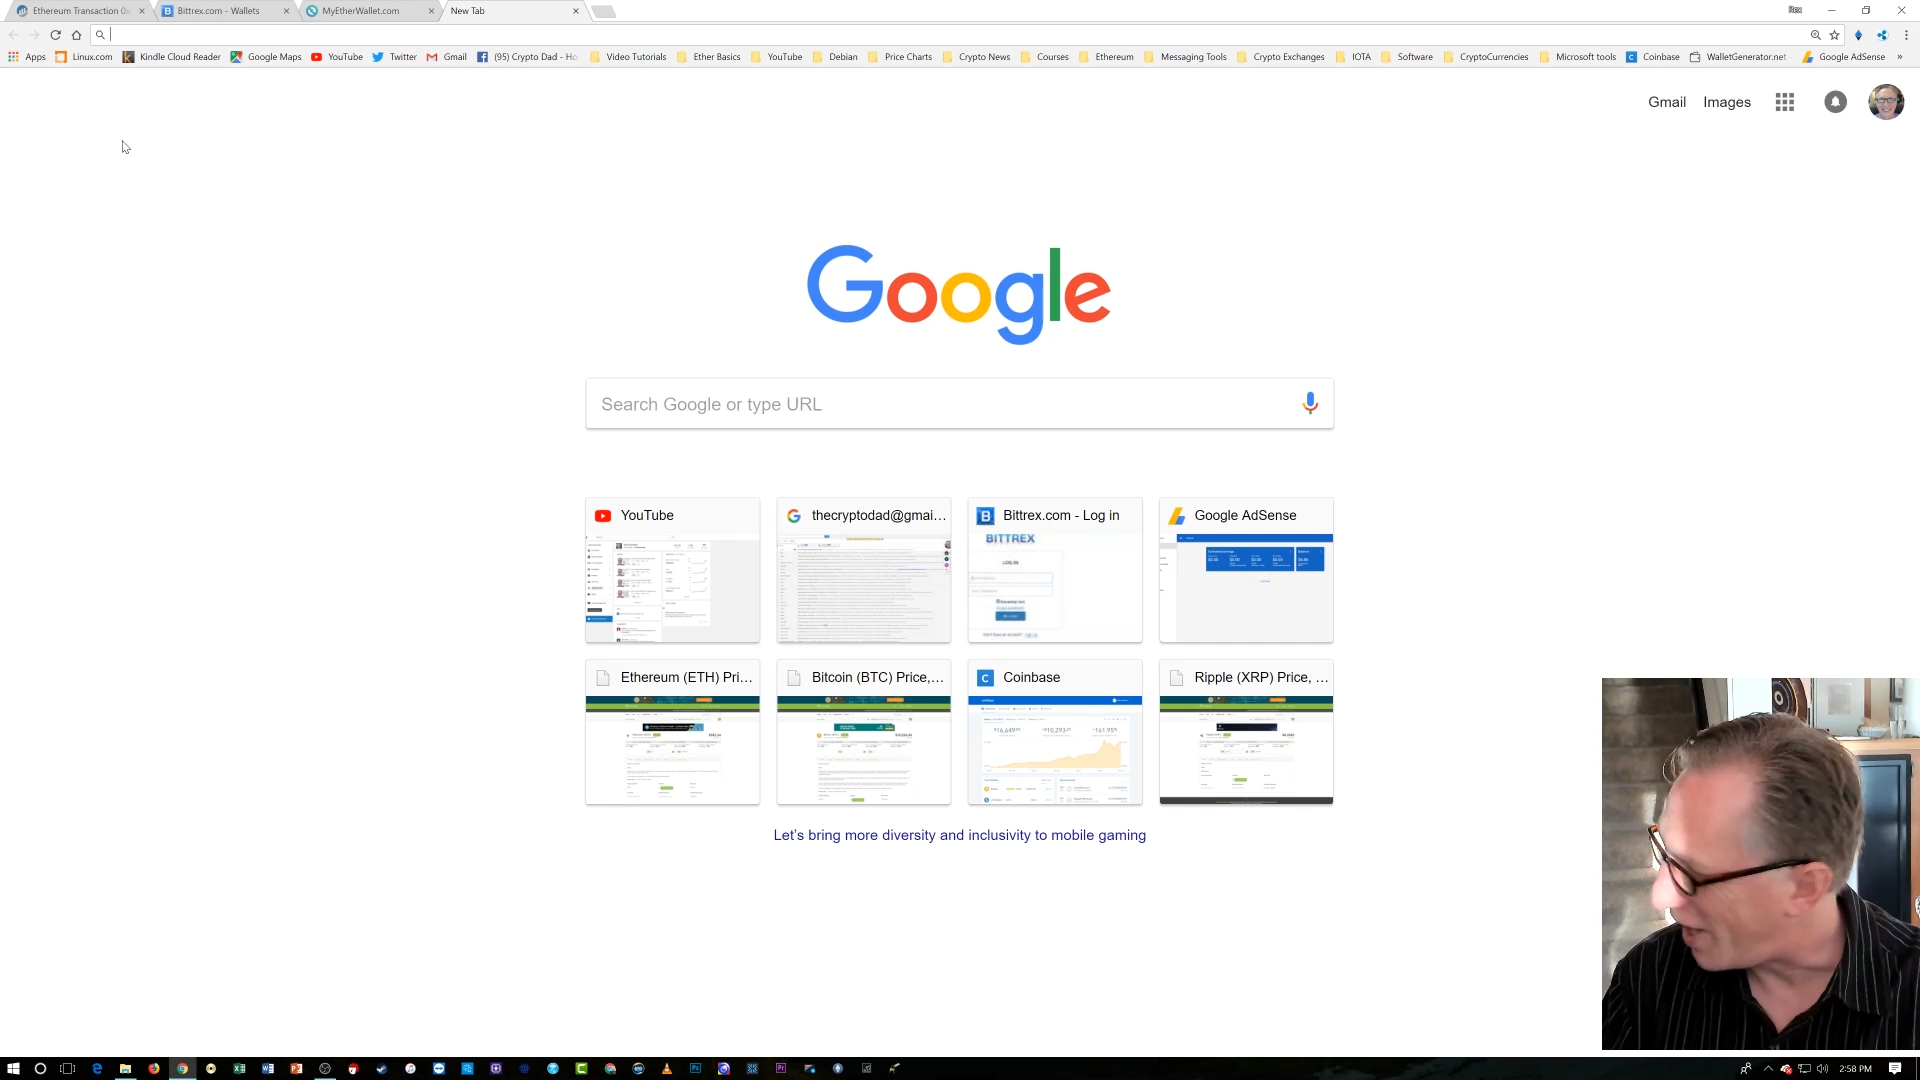 Ethereum Transaction 0x
Bittrex.com - Wallets
MyEtherWallet.com
New Tab
Apps
Linux.com
Kindle Cloud Reader
Google Maps
YouTube
Twitter
Gmail
(95) Crypto Dad - Ho
Video Tutorials
Ether Basics
YouTube
Debian
Price Charts
Crypto News
Courses
Ethereum
Messaging Tools
Crypto Exchanges
IOTA
Software
CryptoCurrencies
Microsoft tools
Coinbase
WalletGenerator.net
Google AdSense
»
Gmail
Images
Google
Search Google or type URL
YouTube
thecryptodad@gmai...
Bittrex.com - Log in
Google AdSense
BITTREX
LOG IN
Ethereum (ETH) Pri...
Bitcoin (BTC) Price,...
Coinbase
Ripple (XRP) Price, ...
Let's bring more diversity and inclusivity to mobile gaming
2:58 PM